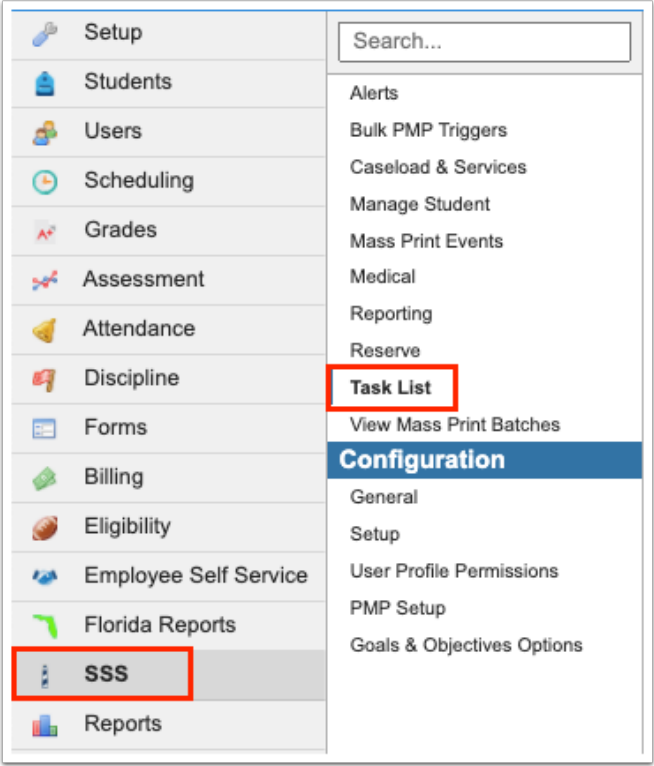 Setup
Students
Users
Scheduling
Grades
Assessment
Attendance
Discipline
Forms
Billing
Eligibility
Employee Self Service
Florida Reports
SSS
Reports
Search...
Alerts
Bulk PMP Triggers
Caseload & Services
Manage Student
Mass Print Events
Medical
Reporting
Reserve
Task List
View Mass Print Batches
Configuration
General
Setup
User Profile Permissions
PMP Setup
Goals & Objectives Options